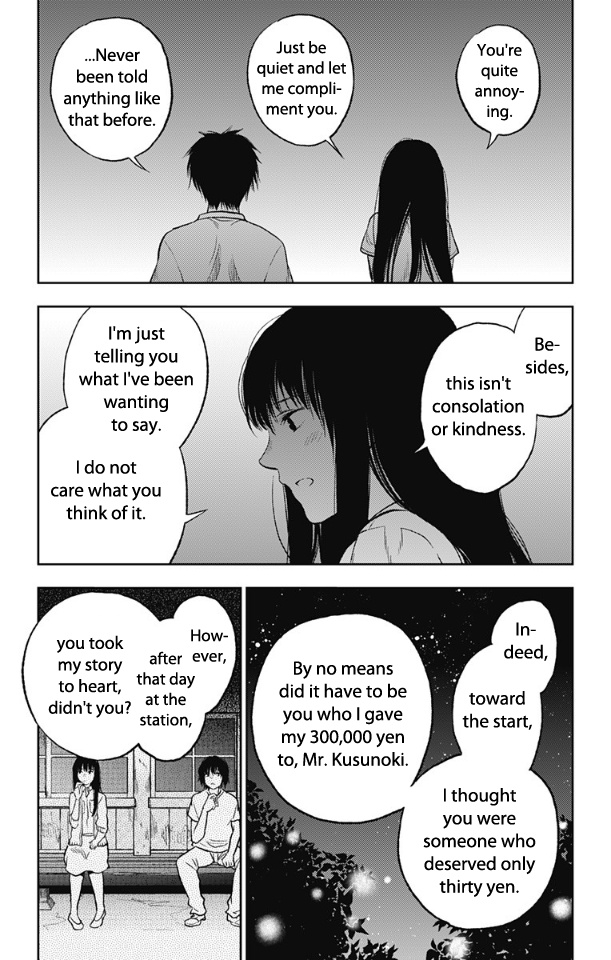 You're
quite
annoy-
ing.
Just be
quiet and let
me compli-
ment you.
...Never
been told
anything like
that before.
Be-
sides,
this isn't
consolation
or kindness.
I'm just
telling you
what I've been
wanting
to say.
I do not
care what you
think of it.
In-
deed,
toward
the start,
I thought
you were
someone who
deserved only
thirty yen.
By no means
did it have to be
you who I gave
my 300,000 yen
to, Mr. Kusunoki.
How-
ever,
after
that day
at the
station,
you took
my story
to heart,
didn't you?